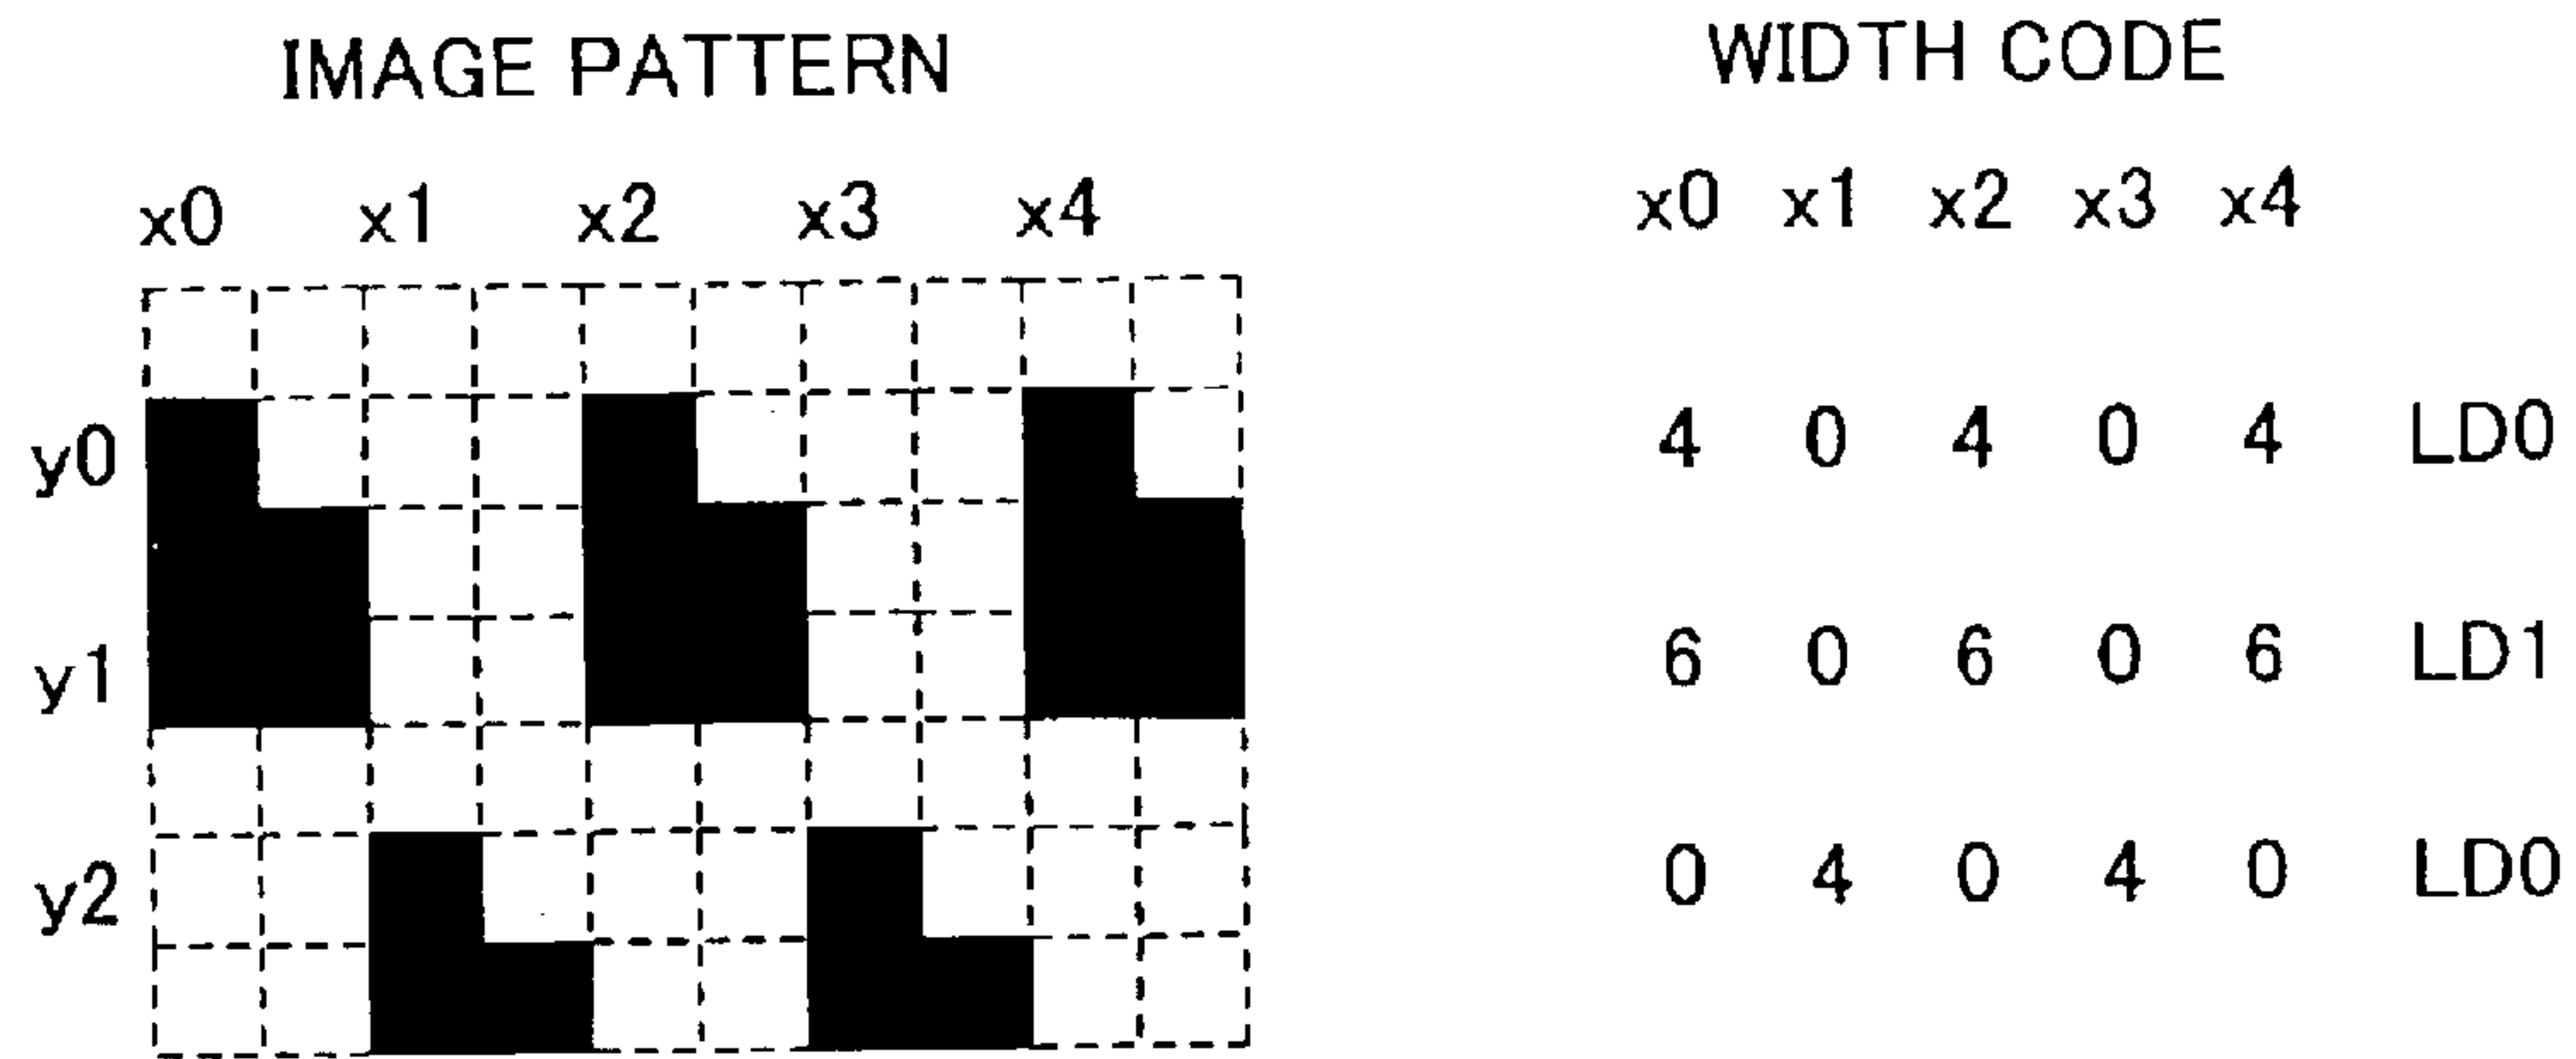 IMAGE PATTERN WIDTH CODE
x0 x1 x2 x3 x4 x0 x1 x2 x3 x4
y0 4 0 4 0 4 LD0
y1 6 0 6 0 6 LD1
y2 0 4 0 4 0 LD0